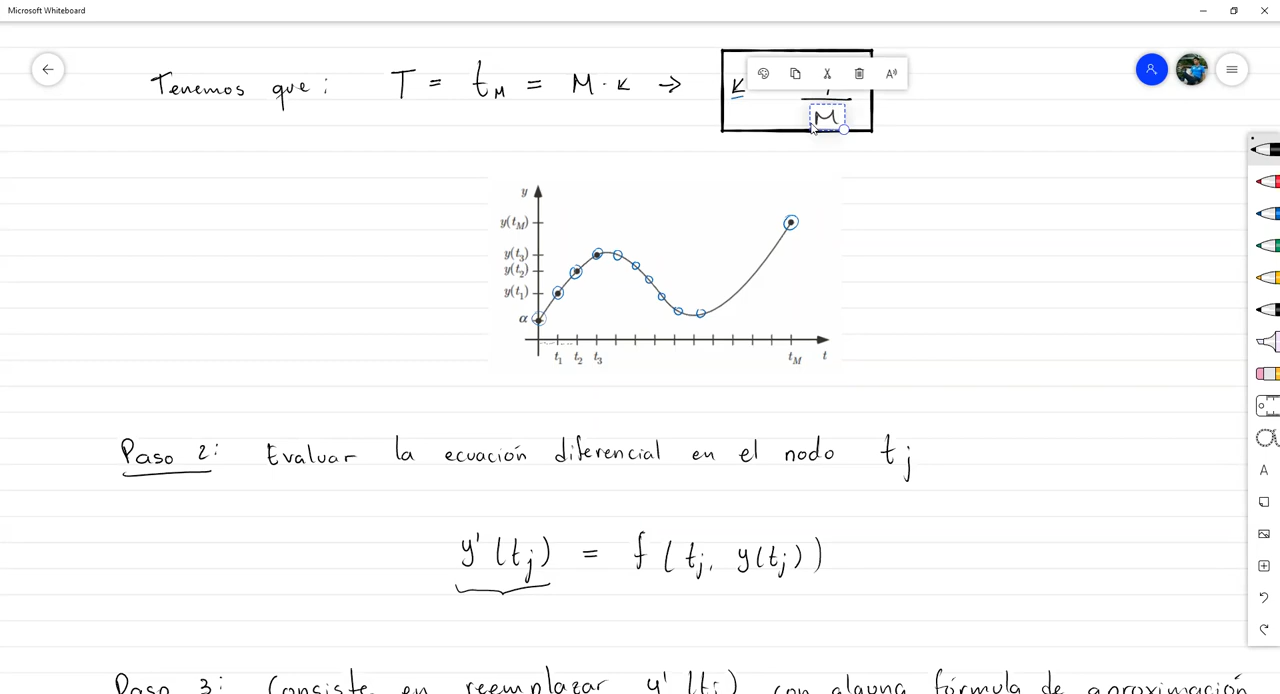 Microsoft Whiteboard
Tenemos que: T = t_M = M · k → k M
y
y(t_M)
y(t_3)
y(t_2)
y(t_1)
α
t_1 t_2 t_3 t_M t
Paso 2: Evaluar la ecuación diferencial en el nodo t_j
y'(t_j) = f(t_j, y(t_j))
Paso 3: Consiste en reemplazar y'(t_j) con alguna fórmula de aproximación